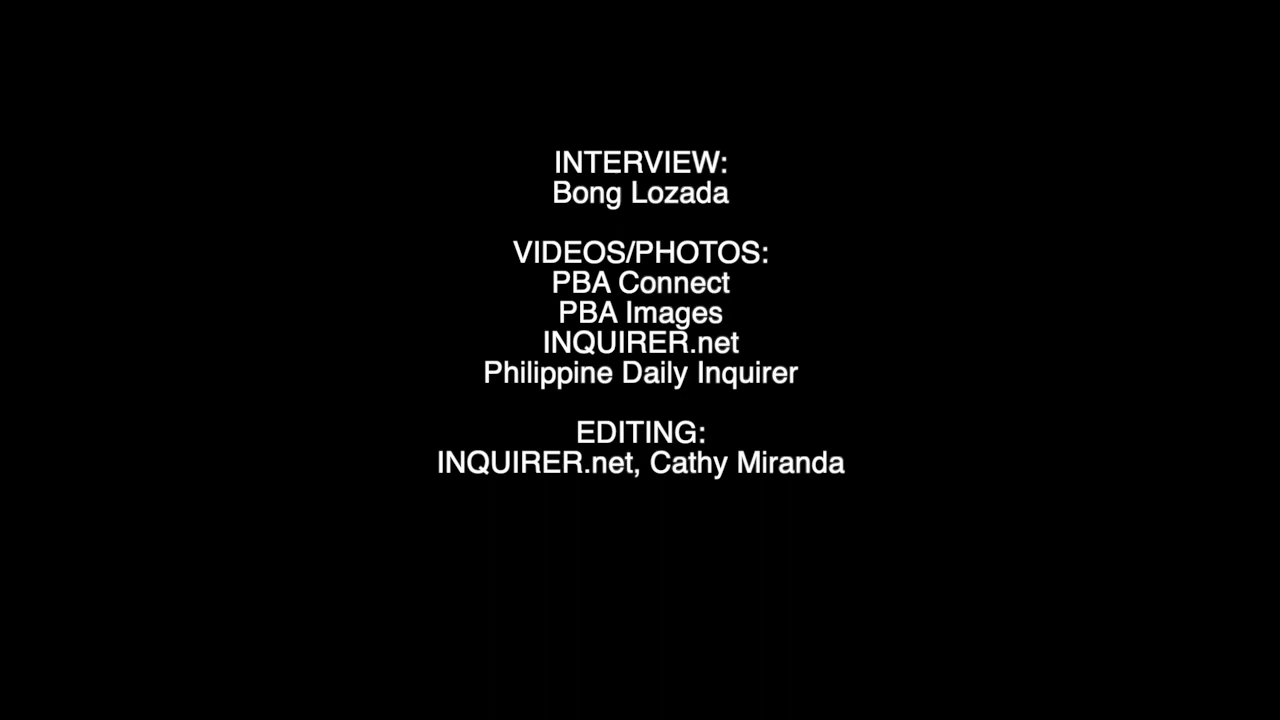 INTERVIEW:
Bong Lozada
VIDEOS/PHOTOS:
PBA Connect
PBA Images
INQUIRER.net
Philippine Daily Inquirer
EDITING:
INQUIRER.net, Cathy Miranda